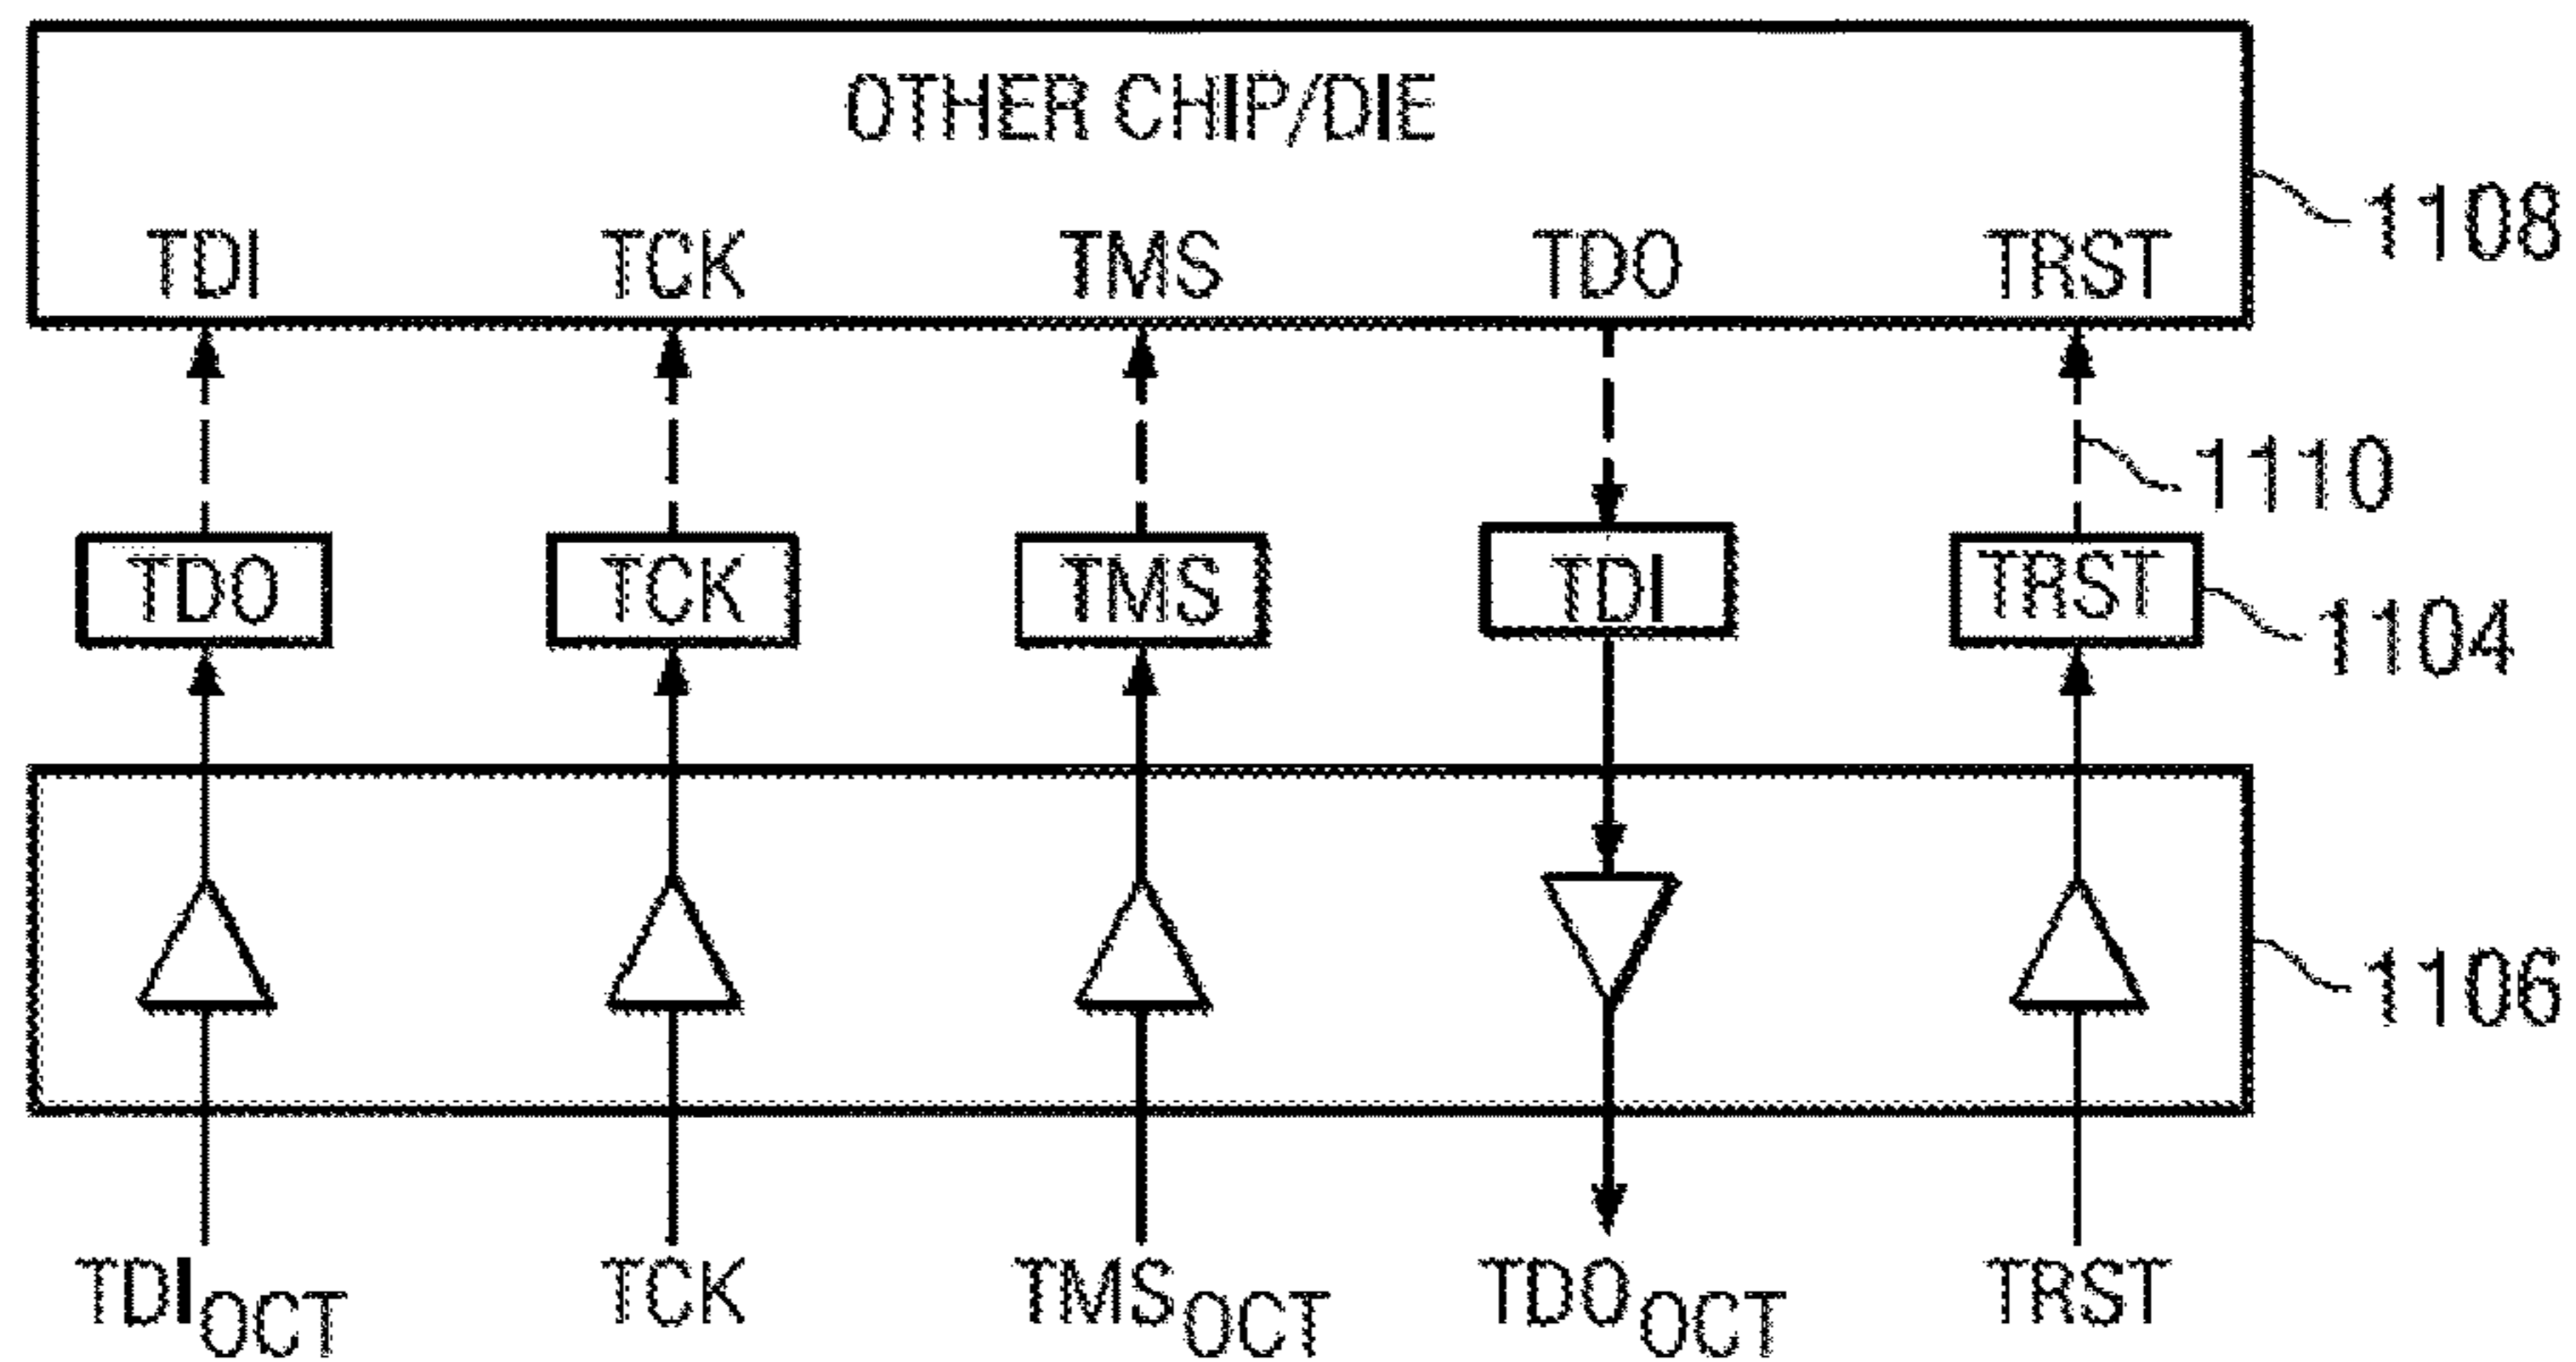 OTHER CHIP/DIE
1108
TDI TCK TMS TDO TRST
1110
TDO TCK TMS TDI TRST
1104
1106
TDIOCT TCK TMSOCT TDOOCT TRST